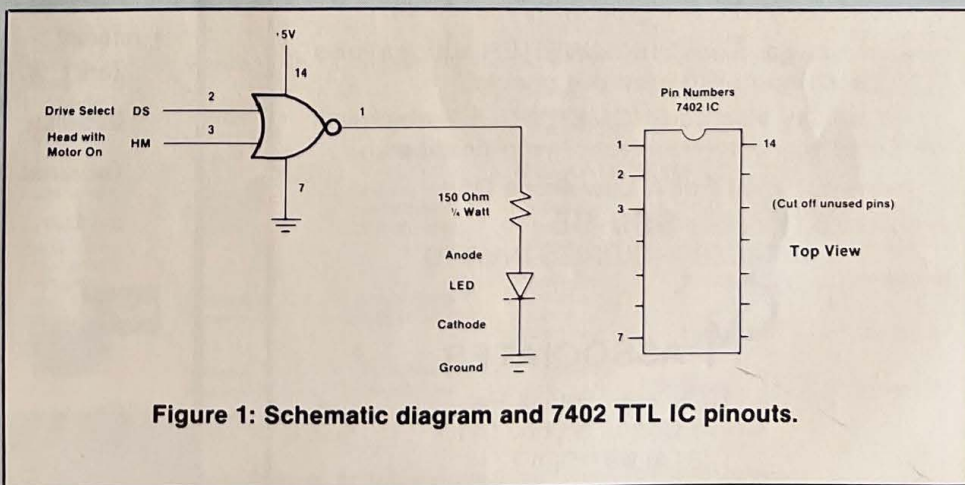 +5V
14
Drive Select DS 2
1
Head with
Motor On HM 3
7
150 Ohm
¼ Watt
Anode
LED
Cathode
Ground
Pin Numbers
7402 IC
1 14
2
3
(Cut off unused pins)
Top View
7
Figure 1: Schematic diagram and 7402 TTL IC pinouts.